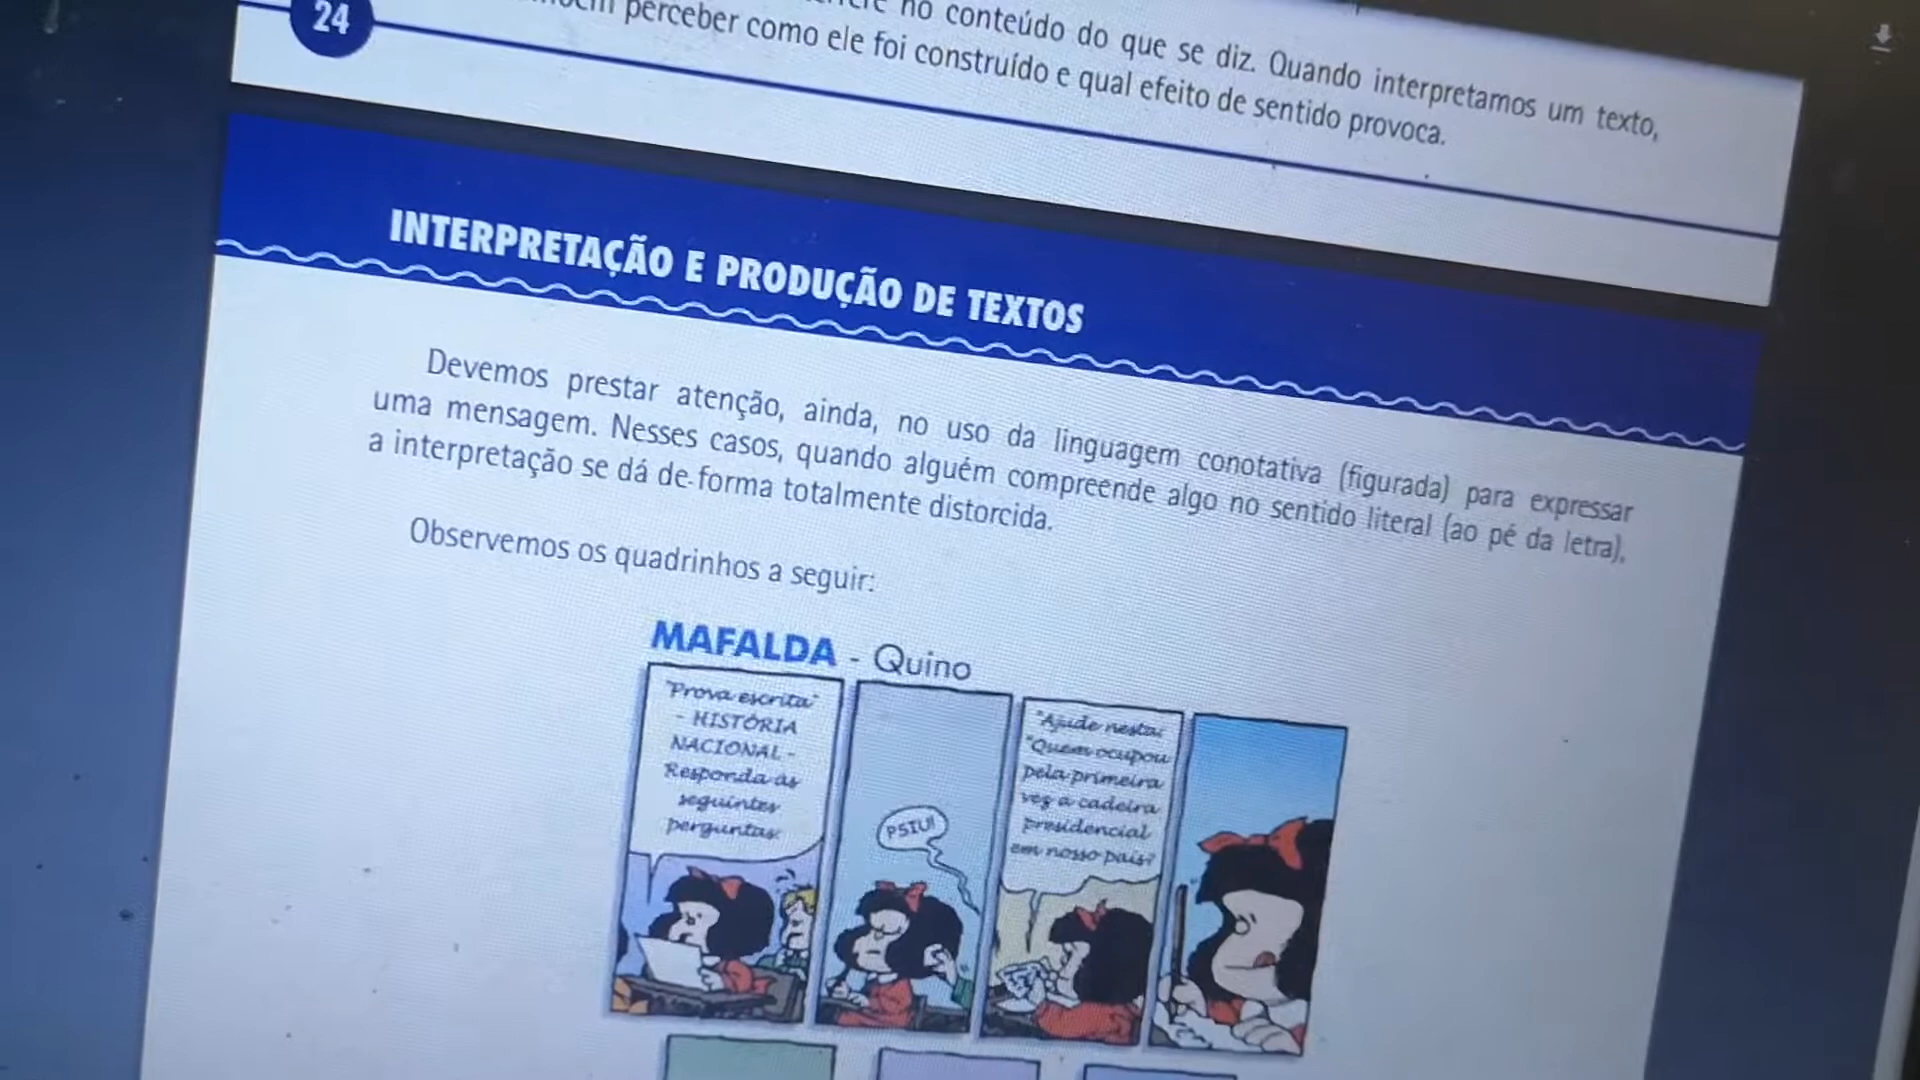 24
no conteúdo do que se diz. Quando interpretamos um texto,
perceber como ele foi construído e qual efeito de sentido provoca.
INTERPRETAÇÃO E PRODUÇÃO DE TEXTOS
Devemos prestar atenção, ainda, no uso da linguagem conotativa (figurada) para expressar
uma mensagem. Nesses casos, quando alguém compreende algo no sentido literal (ao pé da letra),
a interpretação se dá de forma totalmente distorcida.
Observemos os quadrinhos a seguir:
MAFALDA - Quino
"Prova escrita"
- HISTÓRIA
NACIONAL -
Responda as
seguintes
perguntas:
PSIU!
"Ajude nesta:
"Quem ocupou
pela primeira
vez a cadeira
presidencial
em nosso país?